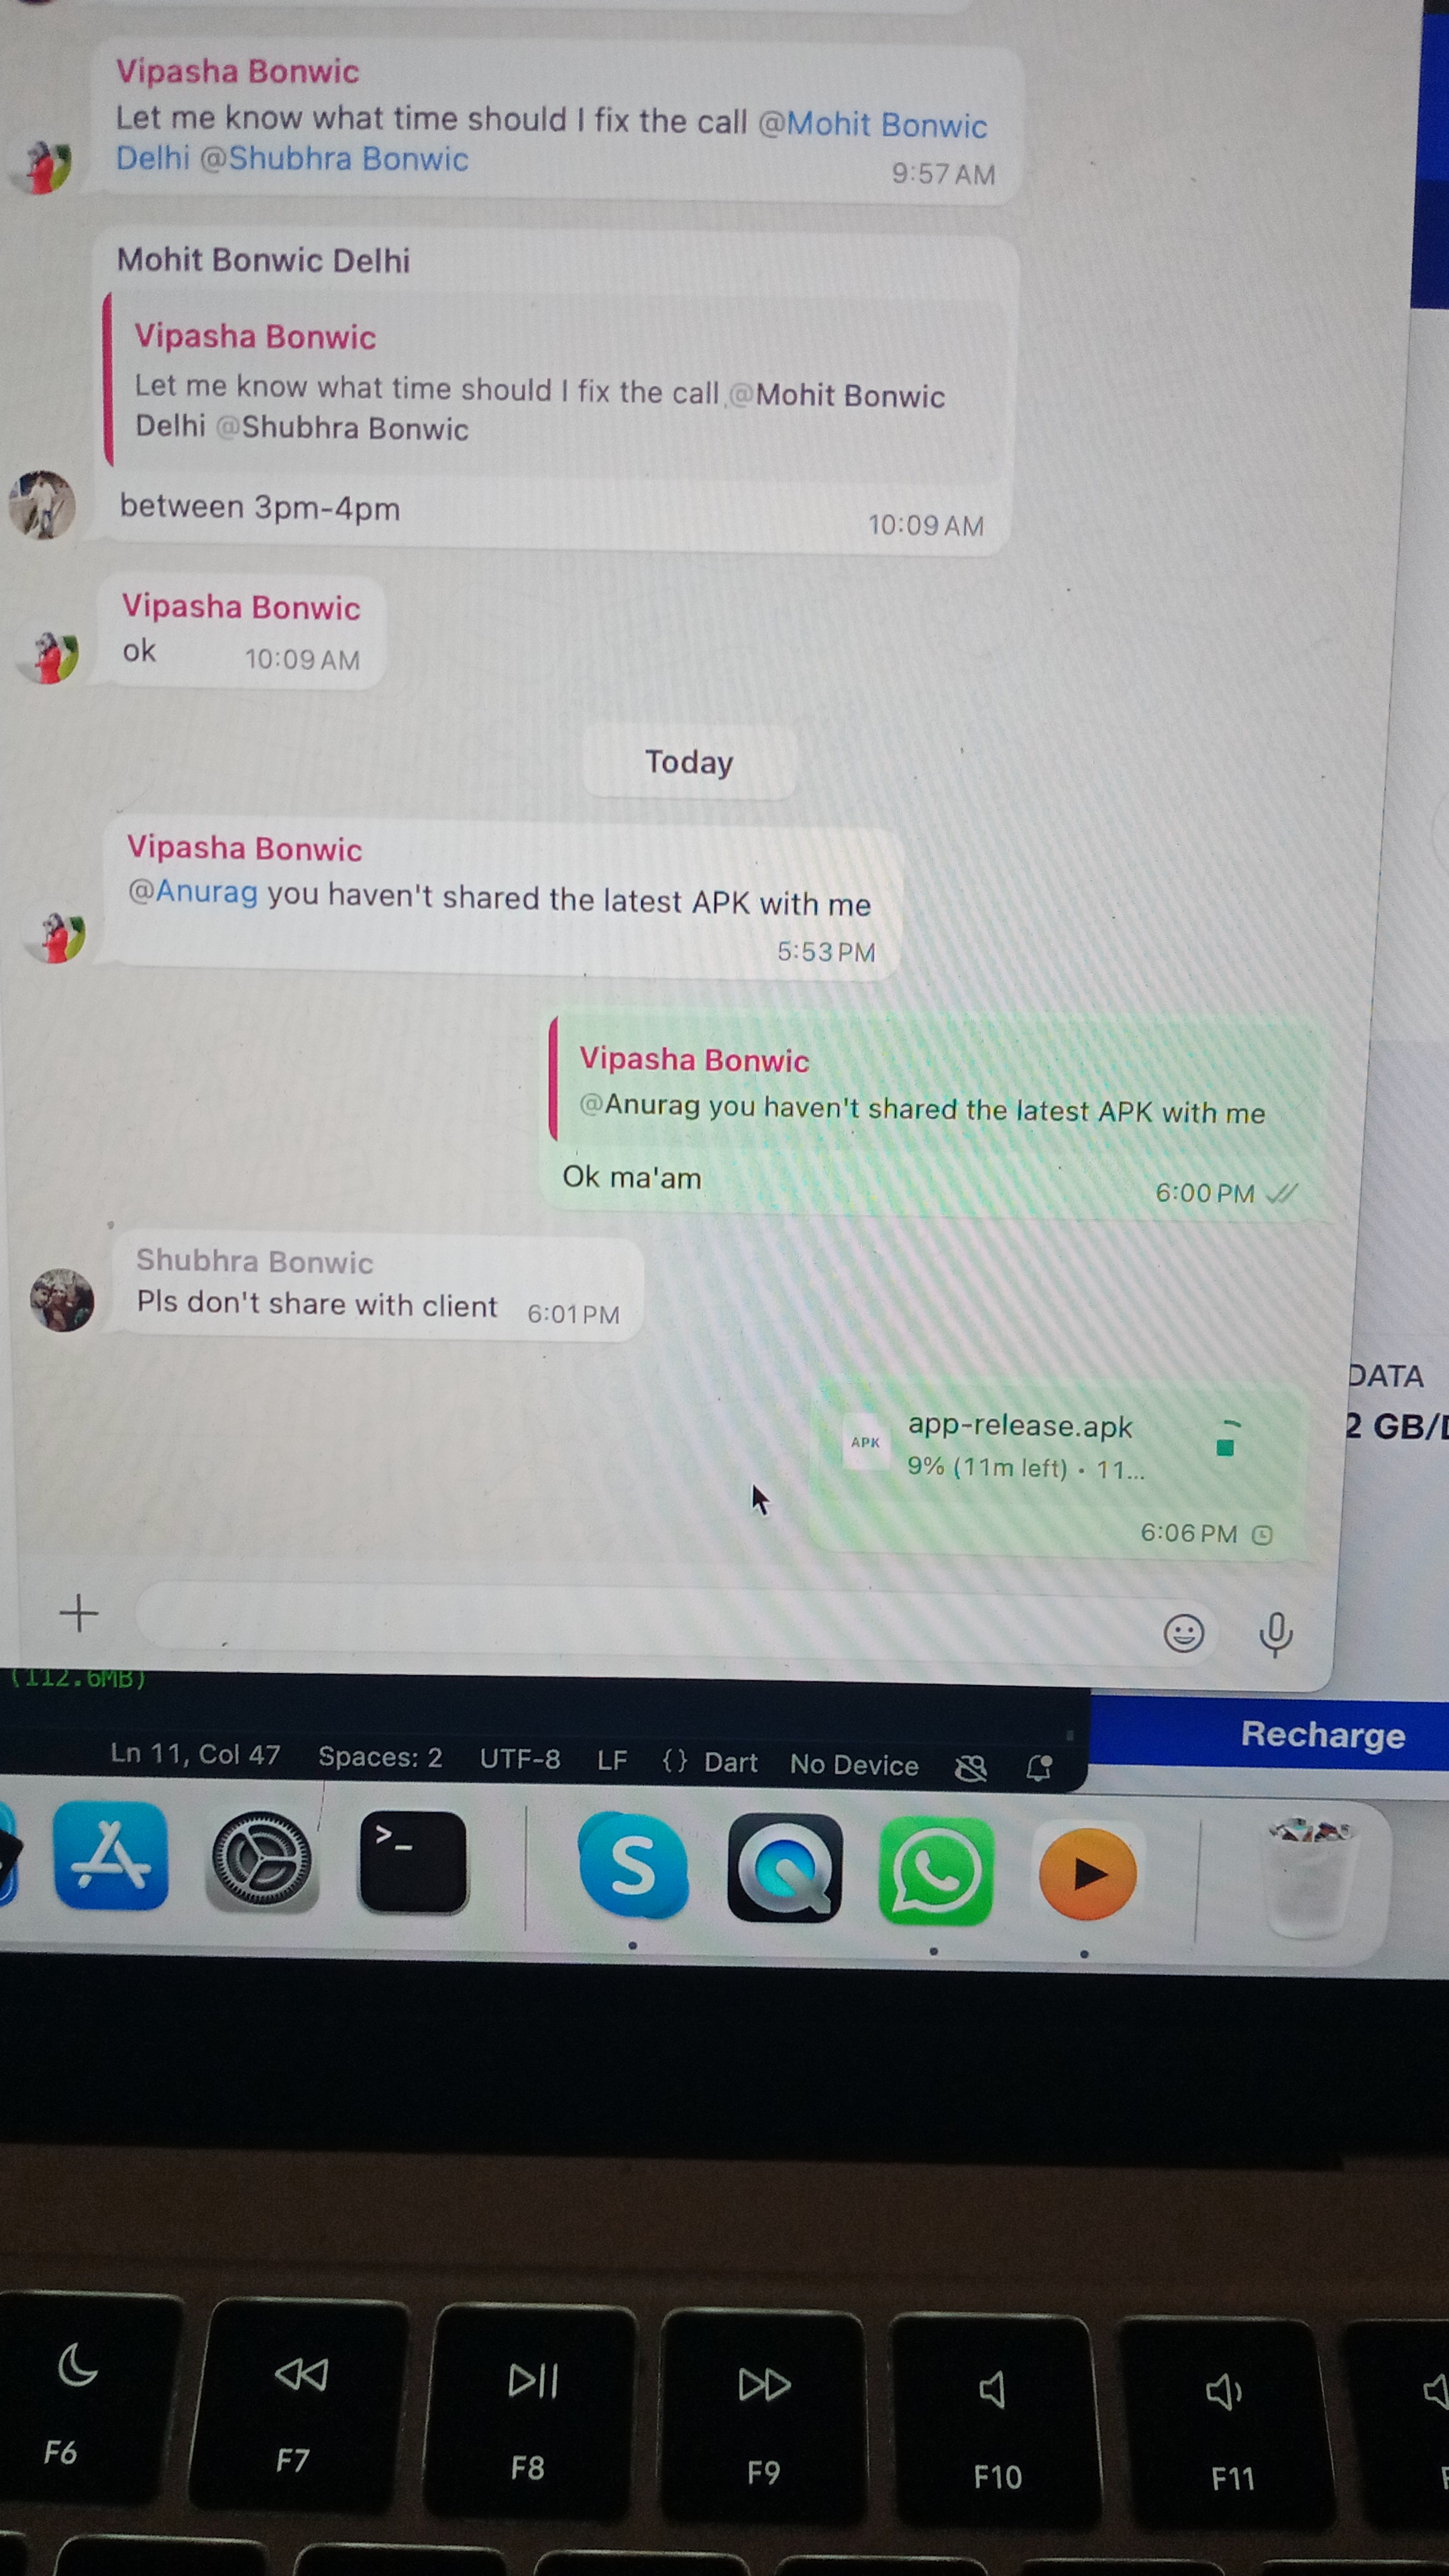 Vipasha Bonwic
Let me know what time should I fix the call @Mohit Bonwic
Delhi @Shubhra Bonwic
9:57 AM
Mohit Bonwic Delhi
Vipasha Bonwic
Let me know what time should I fix the call @Mohit Bonwic
Delhi @Shubhra Bonwic
between 3pm-4pm
10:09 AM
Vipasha Bonwic
ok 10:09 AM
Today
Vipasha Bonwic
@Anurag you haven't shared the latest APK with me
5:53 PM
Vipasha Bonwic
@Anurag you haven't shared the latest APK with me
Ok ma'am
6:00 PM
Shubhra Bonwic
Pls don't share with client 6:01 PM
DATA
2 GB/
APK
app-release.apk
9% (11m left) • 11...
6:06 PM
(112.6MB)
Recharge
Ln 11, Col 47 Spaces: 2 UTF-8 LF {} Dart No Device
>_
S
F6 F7 F8 F9 F10 F11